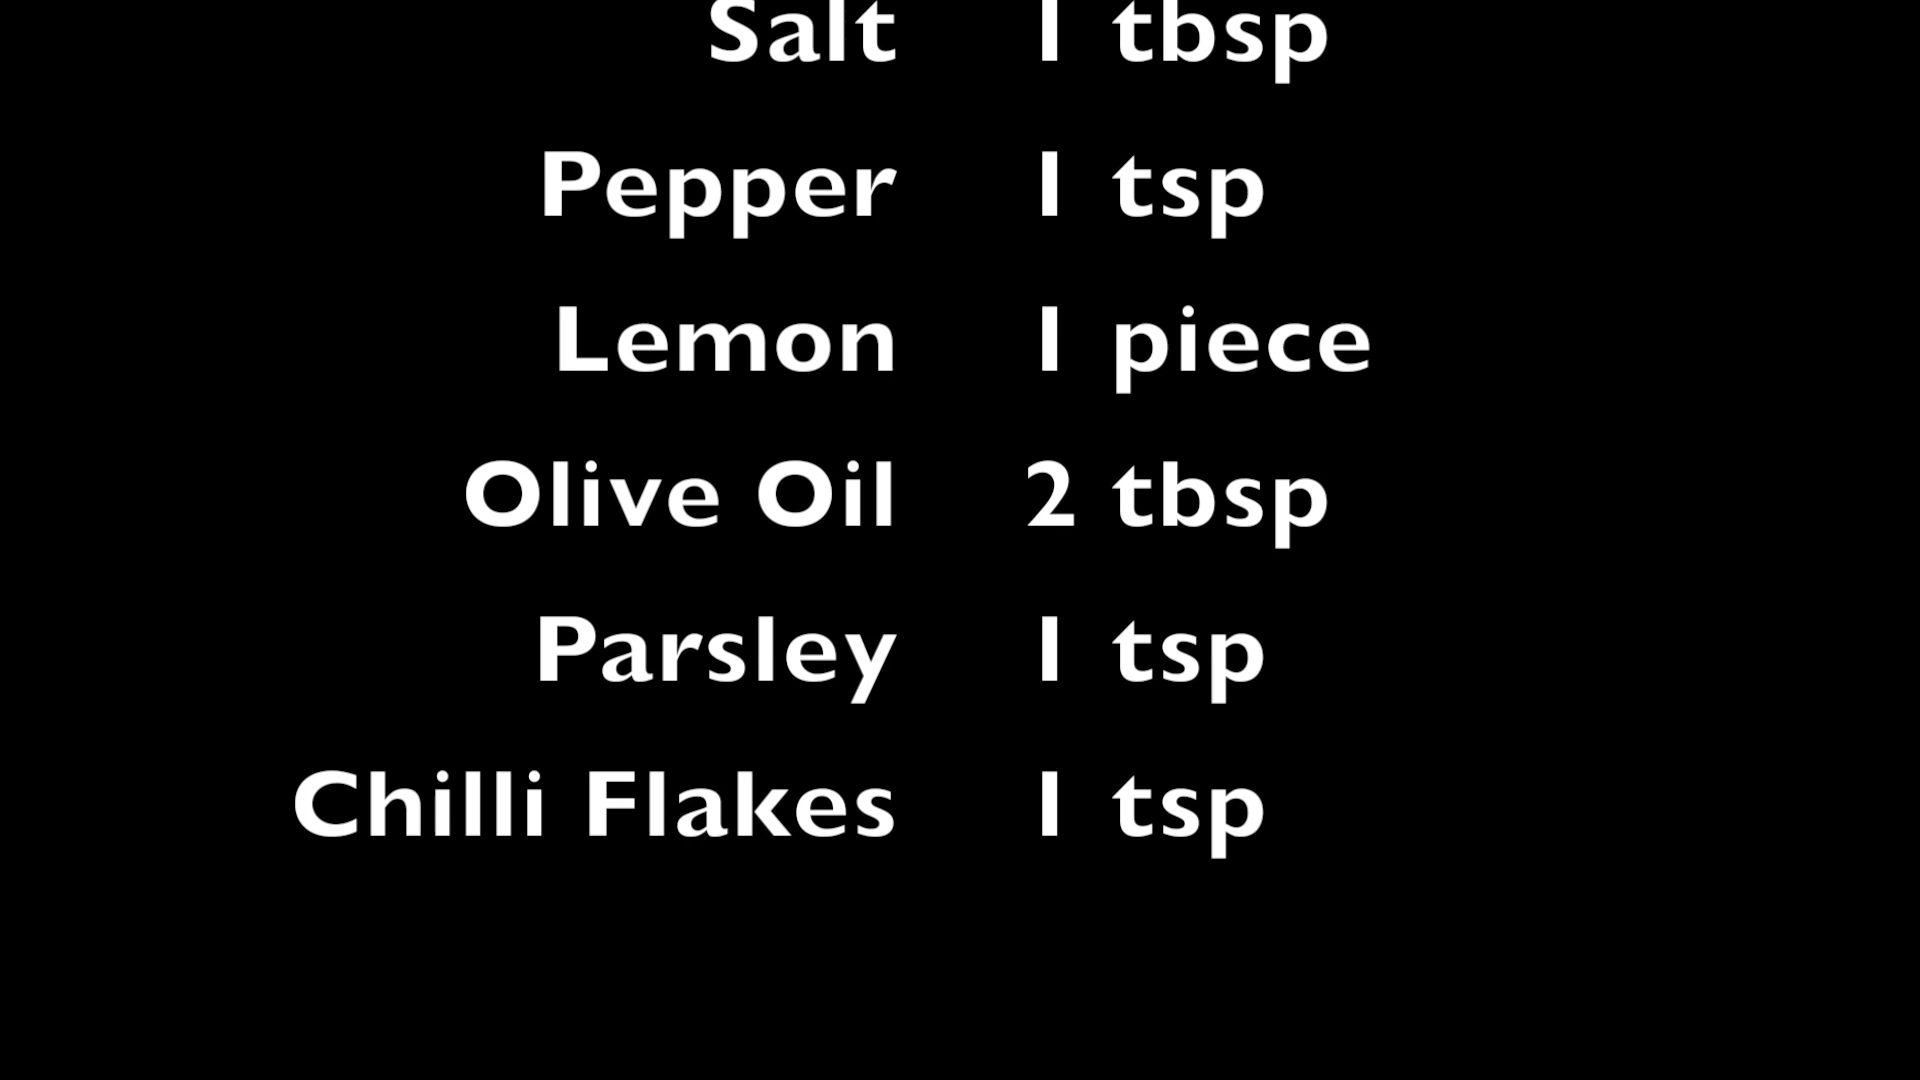 Salt 1 tbsp
Pepper 1 tsp
Lemon 1 piece
Olive Oil 2 tbsp
Parsley 1 tsp
Chilli Flakes 1 tsp